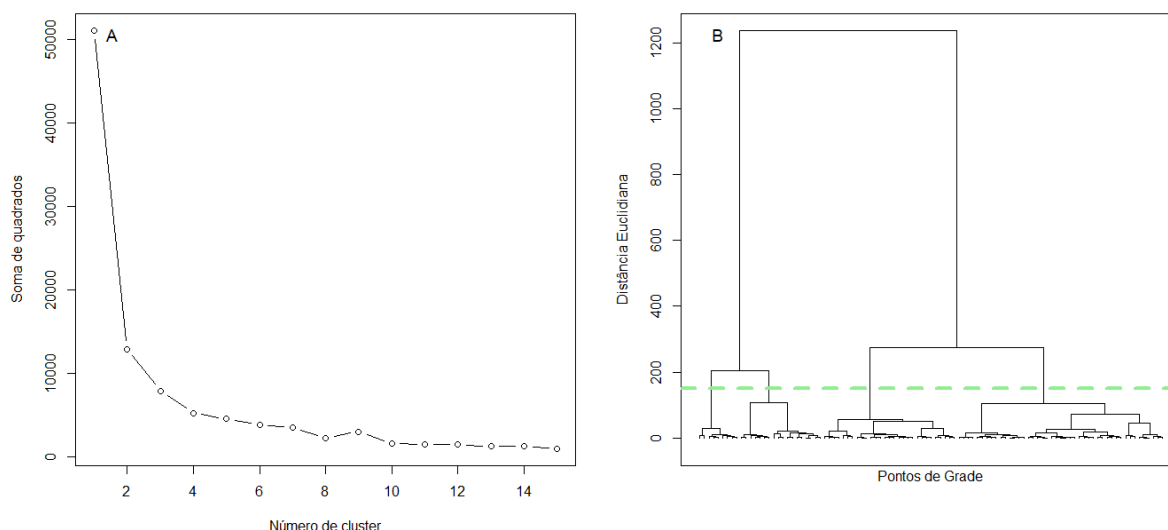 A
Soma de quadrados
0
10000
20000
30000
40000
50000
2 4 6 8 10 12 14
Número de cluster
B
Distância Euclidiana
0
200
400
600
800
1000
1200
Pontos de Grade